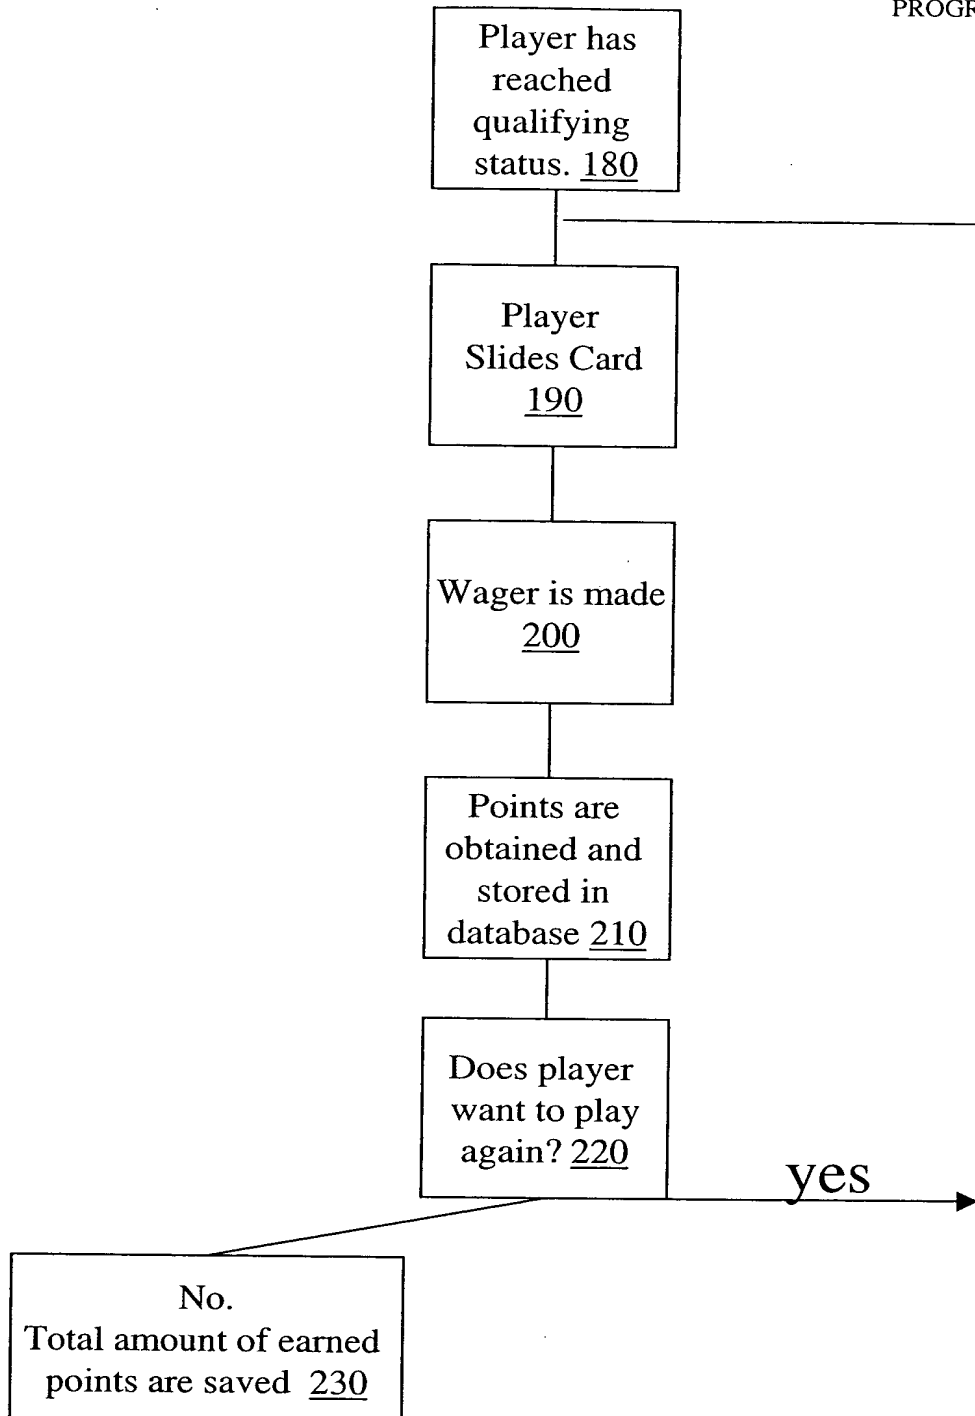 PROGR
Player has
reached
qualifying
status. 180
Player
Slides Card
190
Wager is made
200
Points are
obtained and
stored in
database 210
Does player
want to play
again? 220
yes
No.
Total amount of earned
points are saved 230